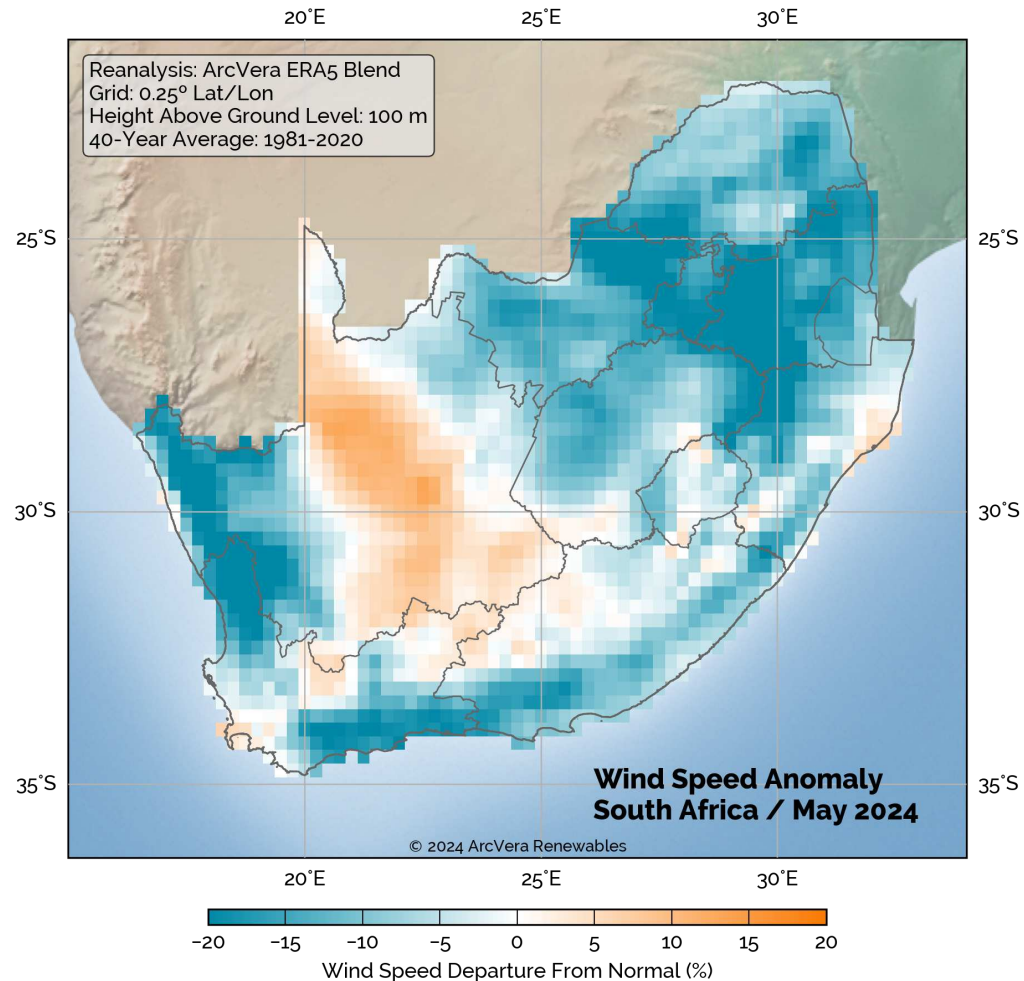 20°E 25°E 30°E
Reanalysis: ArcVera ERA5 Blend
Grid: 0.25º Lat/Lon
Height Above Ground Level: 100 m
40-Year Average: 1981-2020
25°S 25°S
30°S 30°S
35°S 35°S
Wind Speed Anomaly
South Africa / May 2024
© 2024 ArcVera Renewables
20°E 25°E 30°E
−20 −15 −10 −5 0 5 10 15 20
Wind Speed Departure From Normal (%)